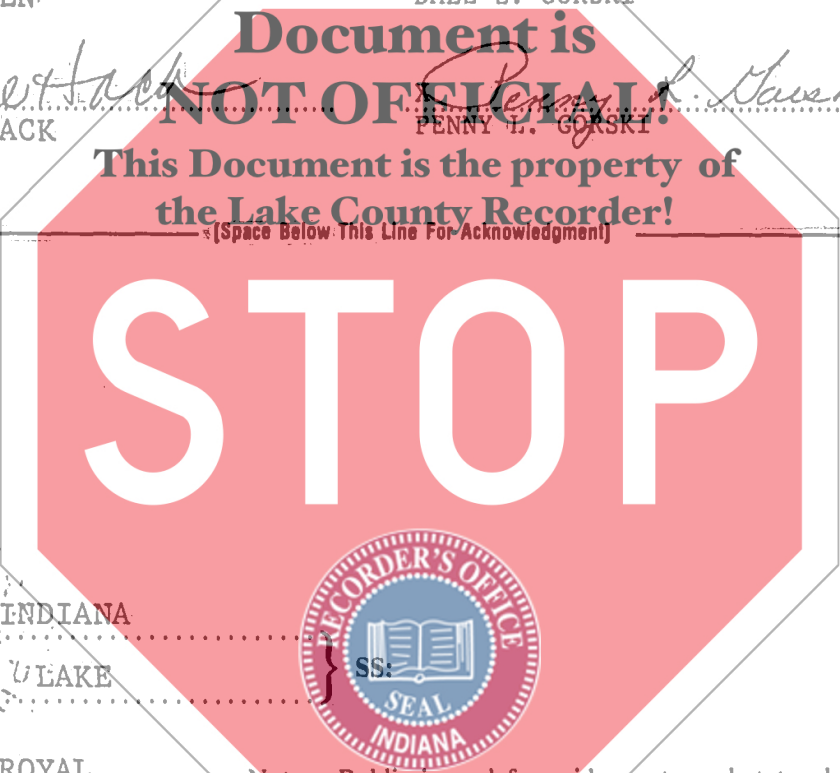 Document is
NOT OFFICIAL!
ACK
PENNY L. GORSKI
This Document is the property of
the Lake County Recorder!
[Space Below This Line For Acknowledgment]
STOP
RECORDER'S OFFICE
INDIANA
LAKE
SS:
SEAL
INDIANA
ROYAL